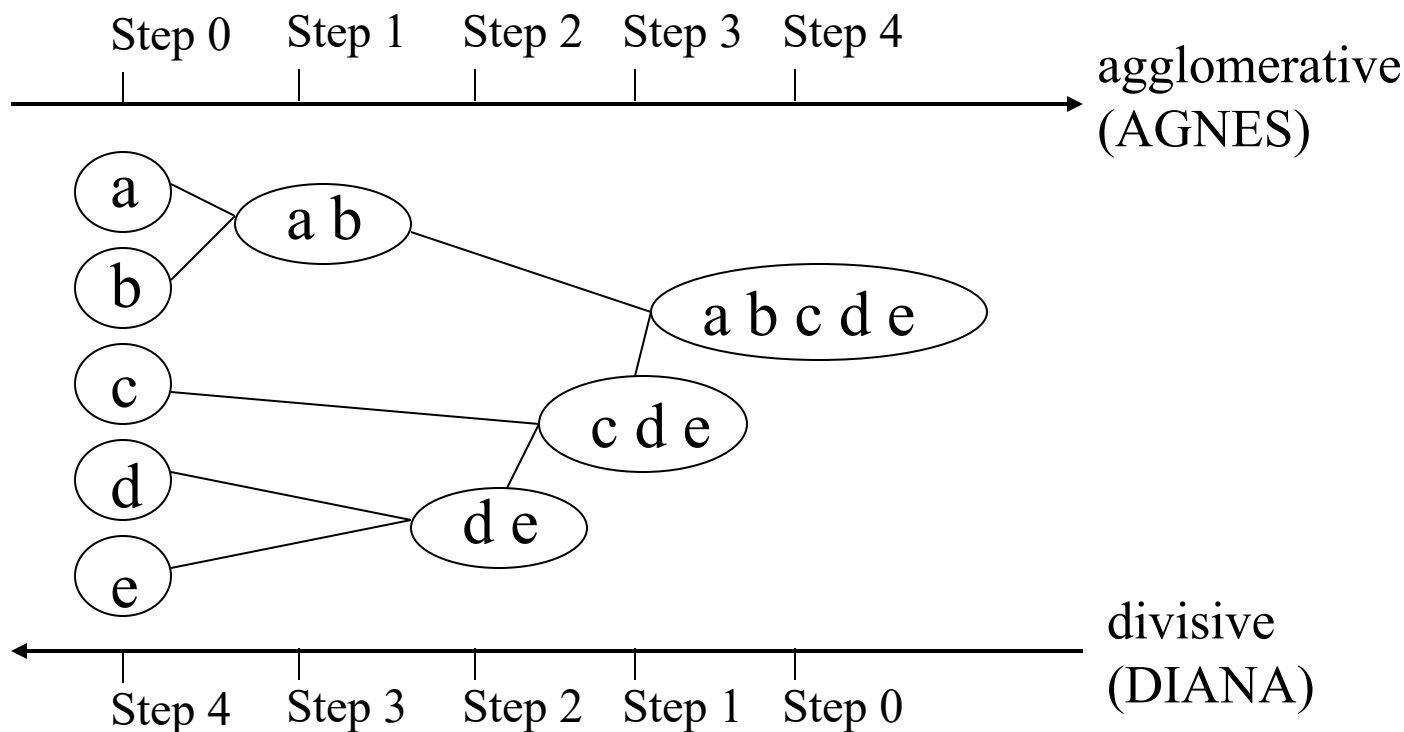 Step 0 Step 1 Step 2 Step 3 Step 4
agglomerative
(AGNES)
a
a b
b
a b c d e
c
c d e
d
d e
e
divisive
(DIANA)
Step 4 Step 3 Step 2 Step 1 Step 0